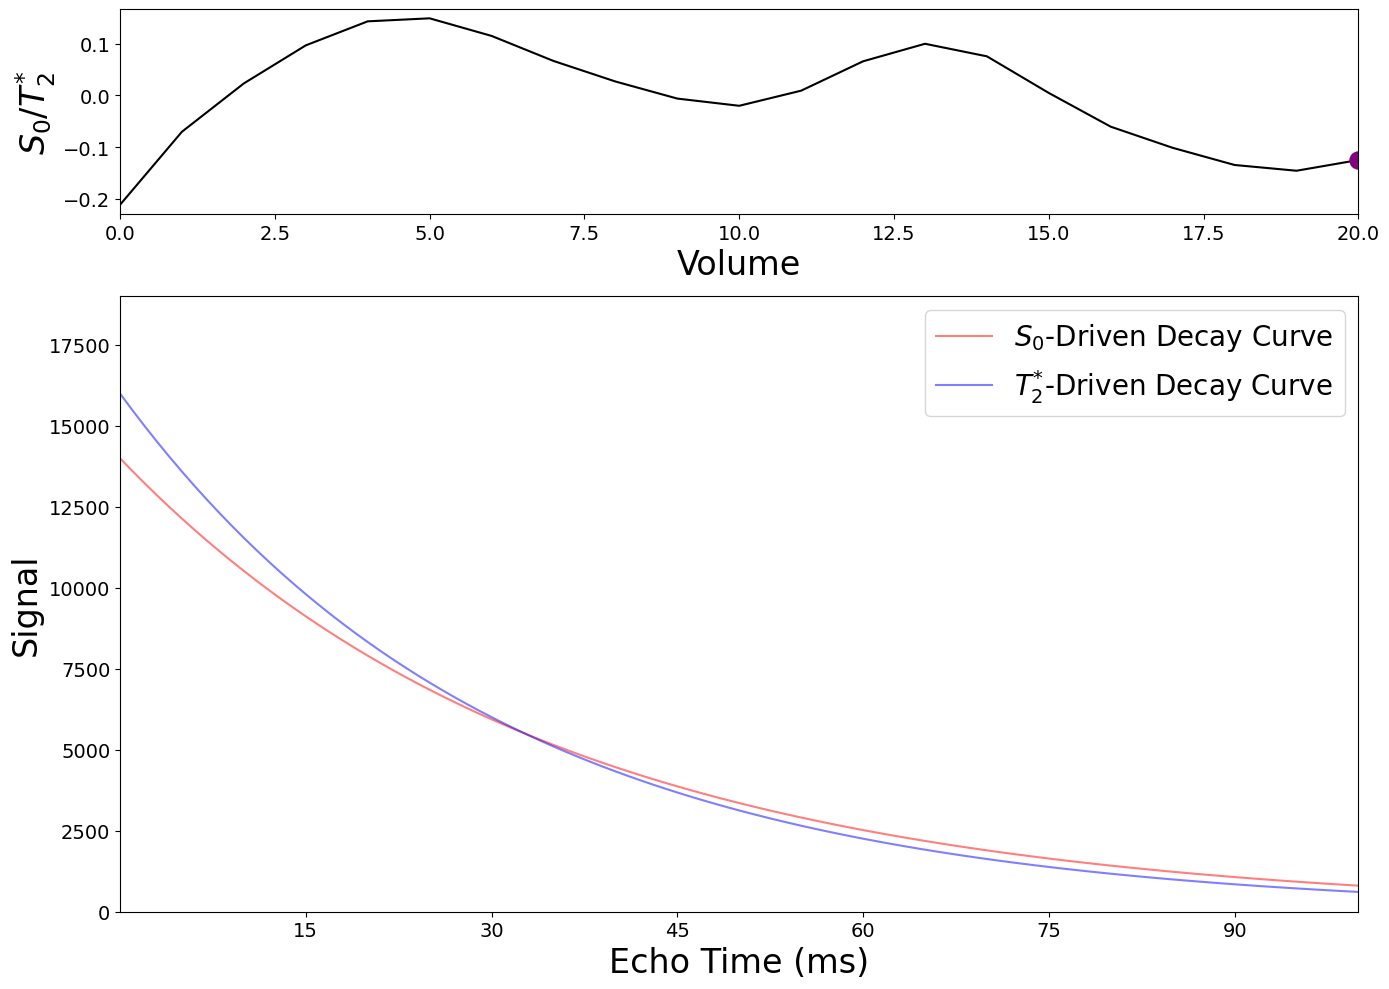 S₀/T₂*
0.1
0.0
−0.1
−0.2
0.0 2.5 5.0 7.5 10.0 12.5 15.0 17.5 20.0
Volume
S₀-Driven Decay Curve
T₂*-Driven Decay Curve
Signal
17500
15000
12500
10000
7500
5000
2500
0
15 30 45 60 75 90
Echo Time (ms)